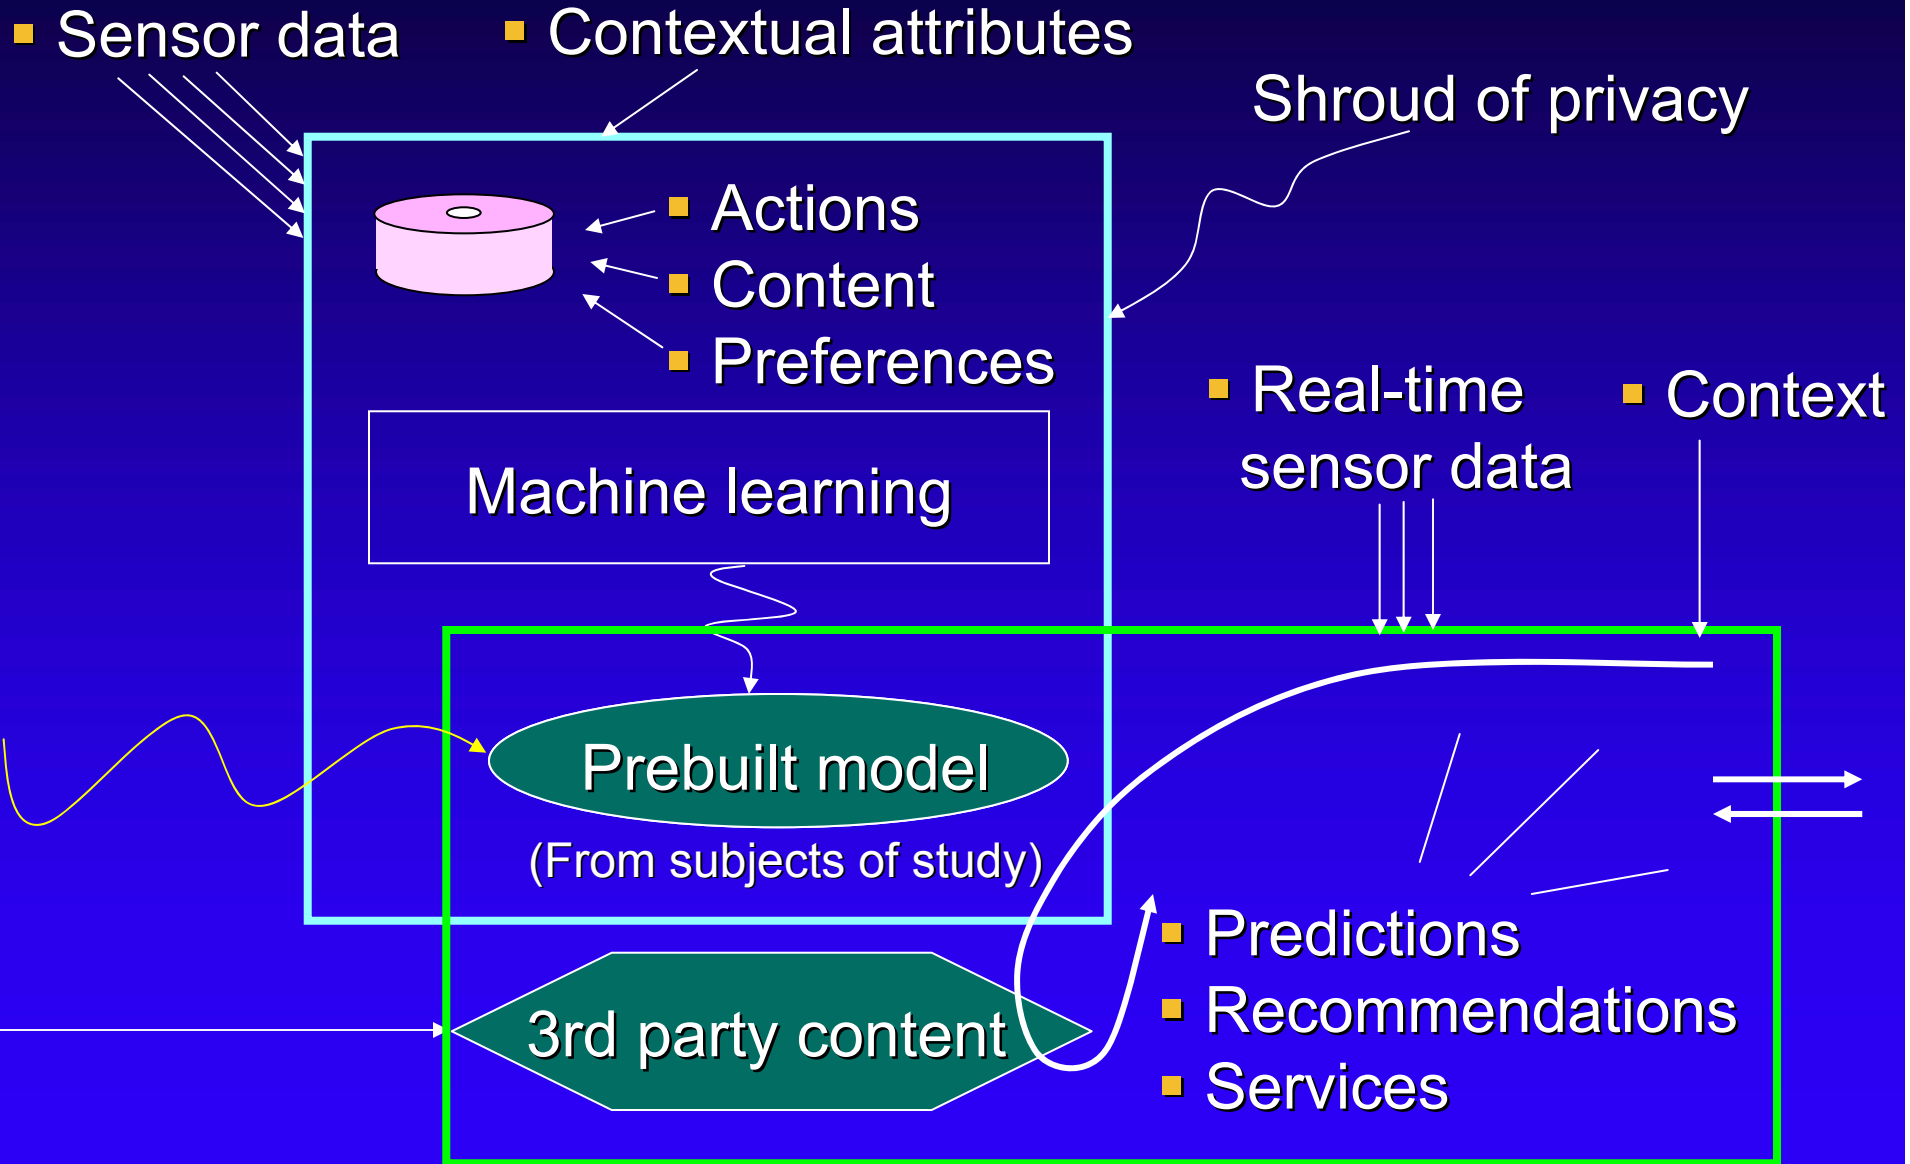 Sensor data
Contextual attributes
Shroud of privacy
Actions
Content
Preferences
Machine learning
Real-time
sensor data
Context
Prebuilt model
(From subjects of study)
3rd party content
Predictions
Recommendations
Services